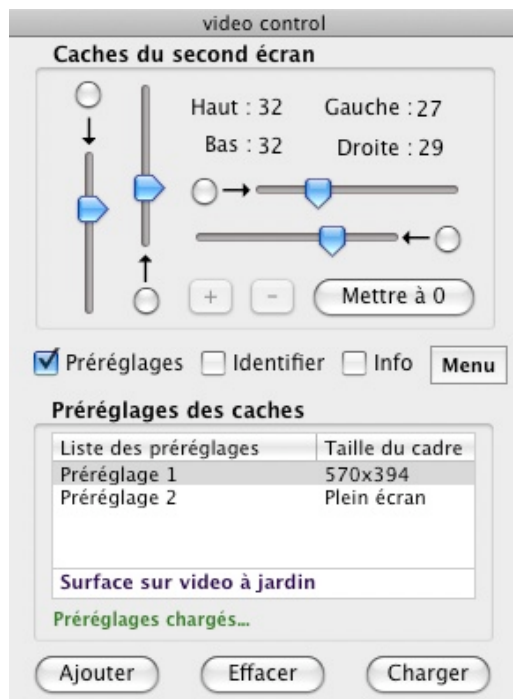 video control
Caches du second écran
Haut : 32 Gauche : 27
Bas : 32 Droite : 29
+ - Mettre à 0
Préréglages Identifier Info Menu
Préréglages des caches
Liste des préréglages Taille du cadre
Préréglage 1 570x394
Préréglage 2 Plein écran
Surface sur video à jardin
Préréglages chargés...
Ajouter Effacer Charger